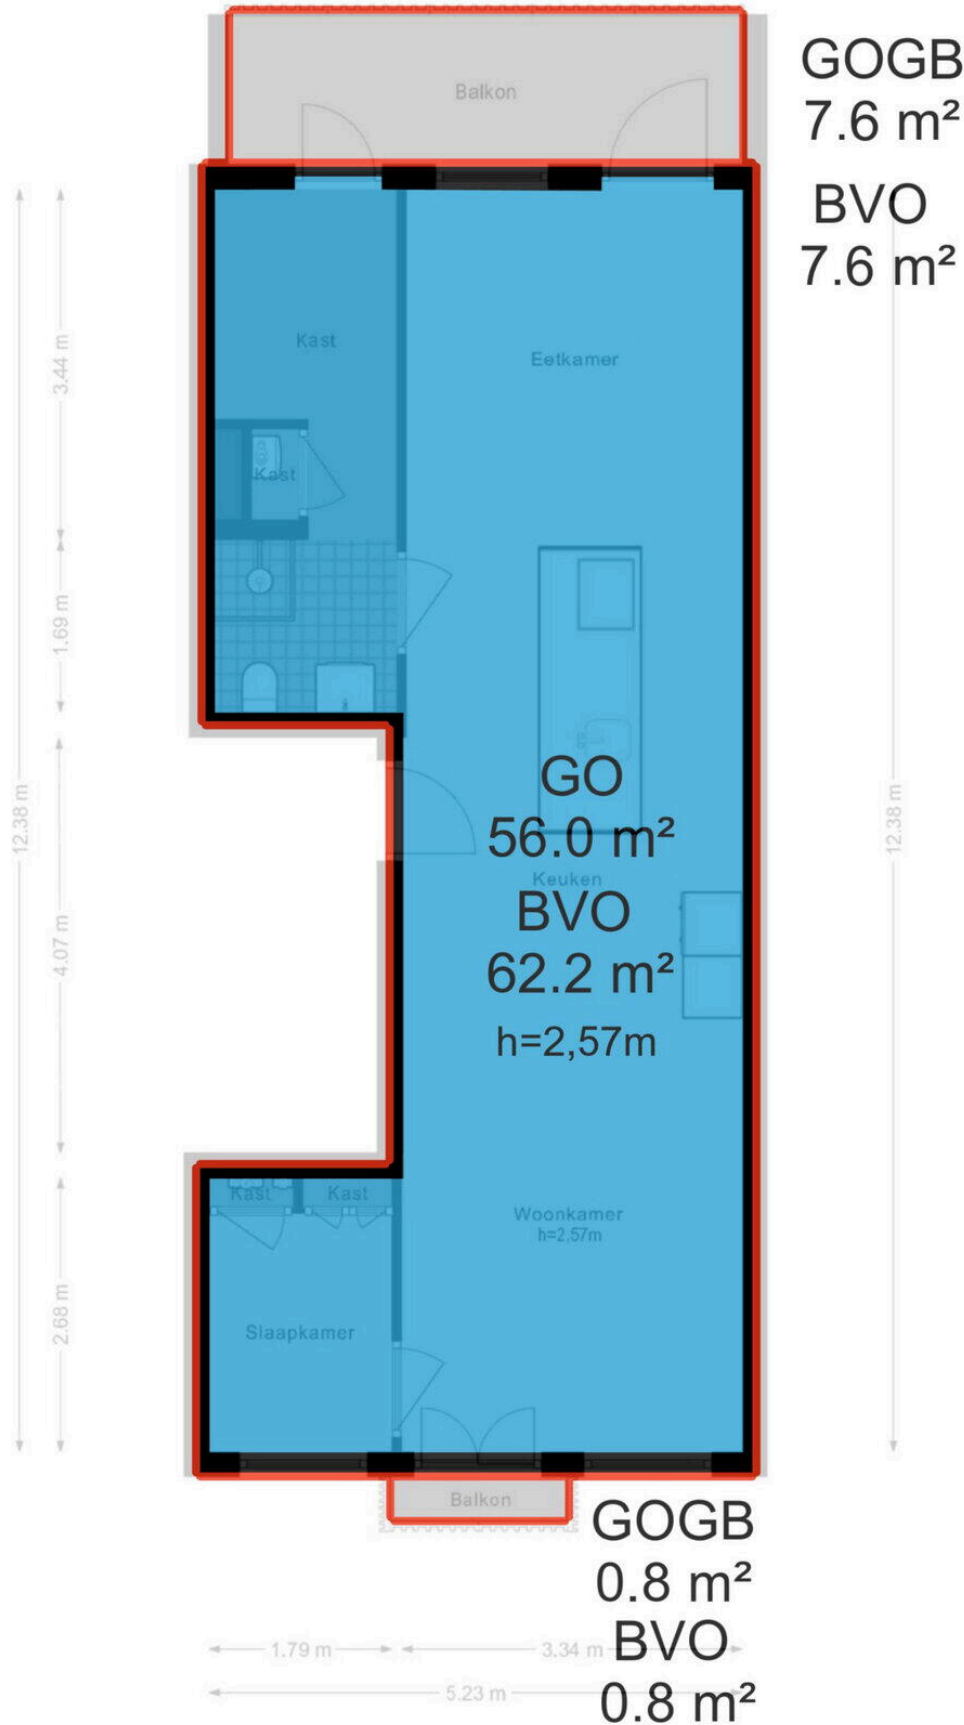 Balkon
GOGB
7.6 m²
BVO
7.6 m²
Kast
Eetkamer
3.44 m
Kast
1.69 m
12.38 m
12.38 m
4.07 m
GO
56.0 m²
Keuken
BVO
62.2 m²
h=2,57m
Kast
Kast
Woonkamer
h=2.57m
2.68 m
Slaapkamer
Balkon
GOGB
0.8 m²
BVO
0.8 m²
1.79 m
3.34 m
5.23 m